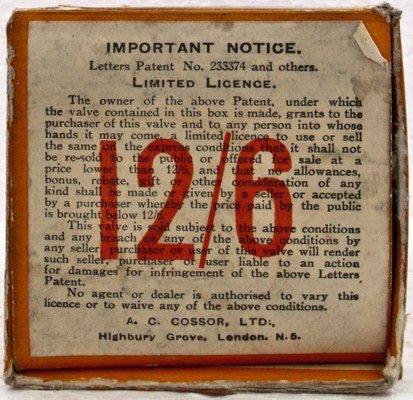 IMPORTANT NOTICE.
Letters Patent No. 233374 and others.
LIMITED LICENCE.
The owner of the above Patent, under which
the valve contained in this box is made, grants to the
purchaser of this valve and to any person into whose
hands it may come, a limited licence to use or sell
the same in the express condition that it shall not
be re-sold to the public or offered for sale at a
price lower than 12/6 and that no allowances,
bonus, rebate, gift or other consideration of any
kind shall be made or given by a seller or accepted
by a purchaser whereby the price paid by the public
is brought below 12/6.
This valve is sold subject to the above conditions
and any breach of any of the above conditions by
any seller, purchaser or user of this valve will render
such seller, purchaser or user liable to an action
for damages for infringement of the above Letters
Patent.
No agent or dealer is authorised to vary this
licence or to waive any of the above conditions.
A. C. COSSOR, LTD.,
Highbury Grove, London, N.5.
12/6